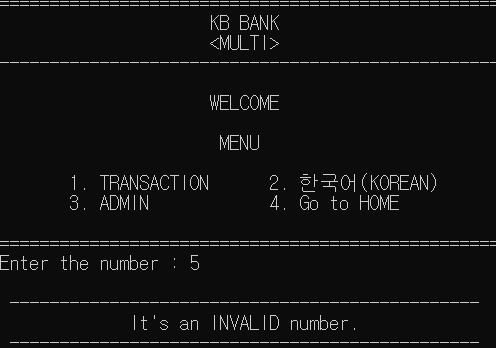 KB BANK
<MULTI>
WELCOME
MENU
1. TRANSACTION 2. 한국어(KOREAN)
3. ADMIN 4. Go to HOME
Enter the number : 5
It's an INVALID number.